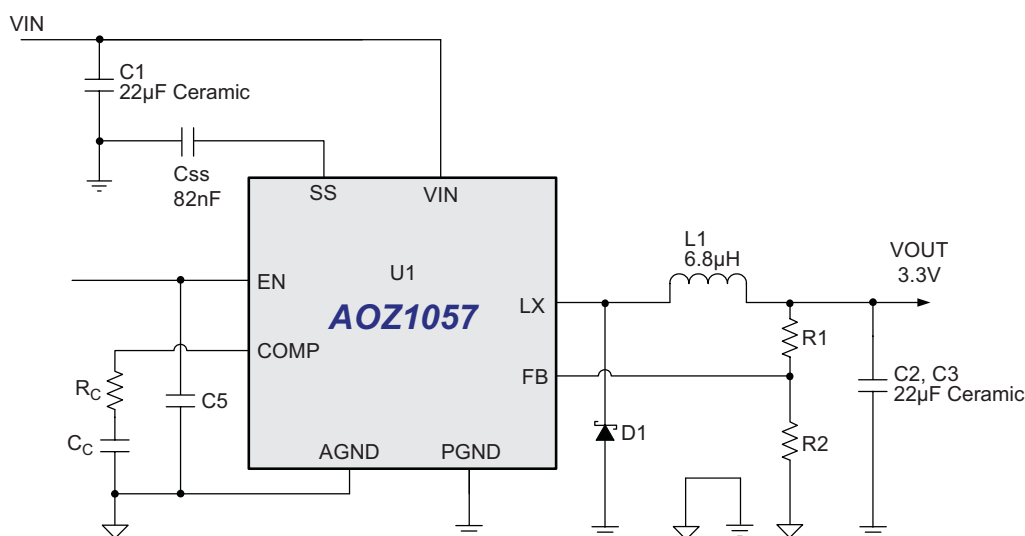 VIN
C1
22µF Ceramic
Css
82nF
SS
VIN
U1
AOZ1057
EN
COMP
LX
FB
AGND
PGND
L1
6.8µH
VOUT
3.3V
R1
R2
C2, C3
22µF Ceramic
D1
RC
CC
C5